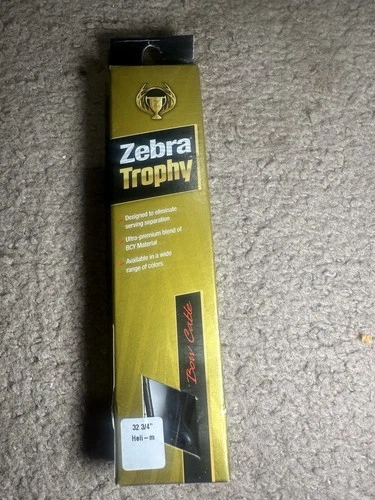 Zebra
Trophy
Designed to eliminate
serving separation
Ultra-premium blend of
BCY Material
Available in a wide
range of colors
Bow Cable
32 3/4"
Heli-m